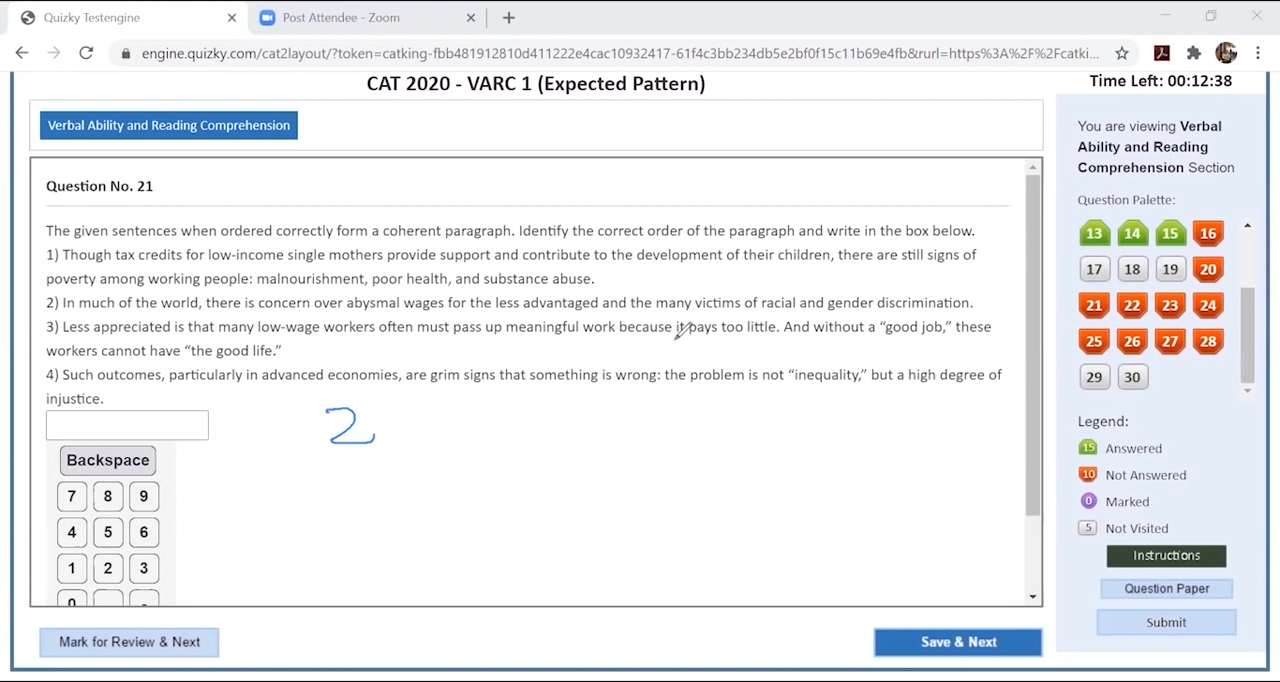 Quizky Testengine
Post Attendee - Zoom
engine.quizky.com/cat2layout/?token=catking-fbb481912810d411222e4cac10932417-61f4c3bb234db5e2bf0f15c11b69e4fb&rurl=https%3A%2F%2Fcatki...
CAT 2020 - VARC 1 (Expected Pattern)
Time Left: 00:12:38
Verbal Ability and Reading Comprehension
Question No. 21
The given sentences when ordered correctly form a coherent paragraph. Identify the correct order of the paragraph and write in the box below.
1) Though tax credits for low-income single mothers provide support and contribute to the development of their children, there are still signs of
poverty among working people: malnourishment, poor health, and substance abuse.
2) In much of the world, there is concern over abysmal wages for the less advantaged and the many victims of racial and gender discrimination.
3) Less appreciated is that many low-wage workers often must pass up meaningful work because it pays too little. And without a “good job,” these
workers cannot have “the good life.”
4) Such outcomes, particularly in advanced economies, are grim signs that something is wrong: the problem is not “inequality,” but a high degree of
injustice.
2
Backspace
7 8 9
4 5 6
1 2 3
0 . -
Mark for Review & Next
Save & Next
You are viewing Verbal
Ability and Reading
Comprehension Section
Question Palette:
13 14 15 16
17 18 19 20
21 22 23 24
25 26 27 28
29 30
Legend:
15 Answered
10 Not Answered
0 Marked
5 Not Visited
Instructions
Question Paper
Submit